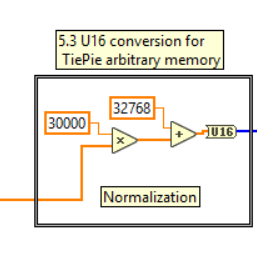 5.3 U16 conversion for
TiePie arbitrary memory
32768
30000
×
+
U16
Normalization